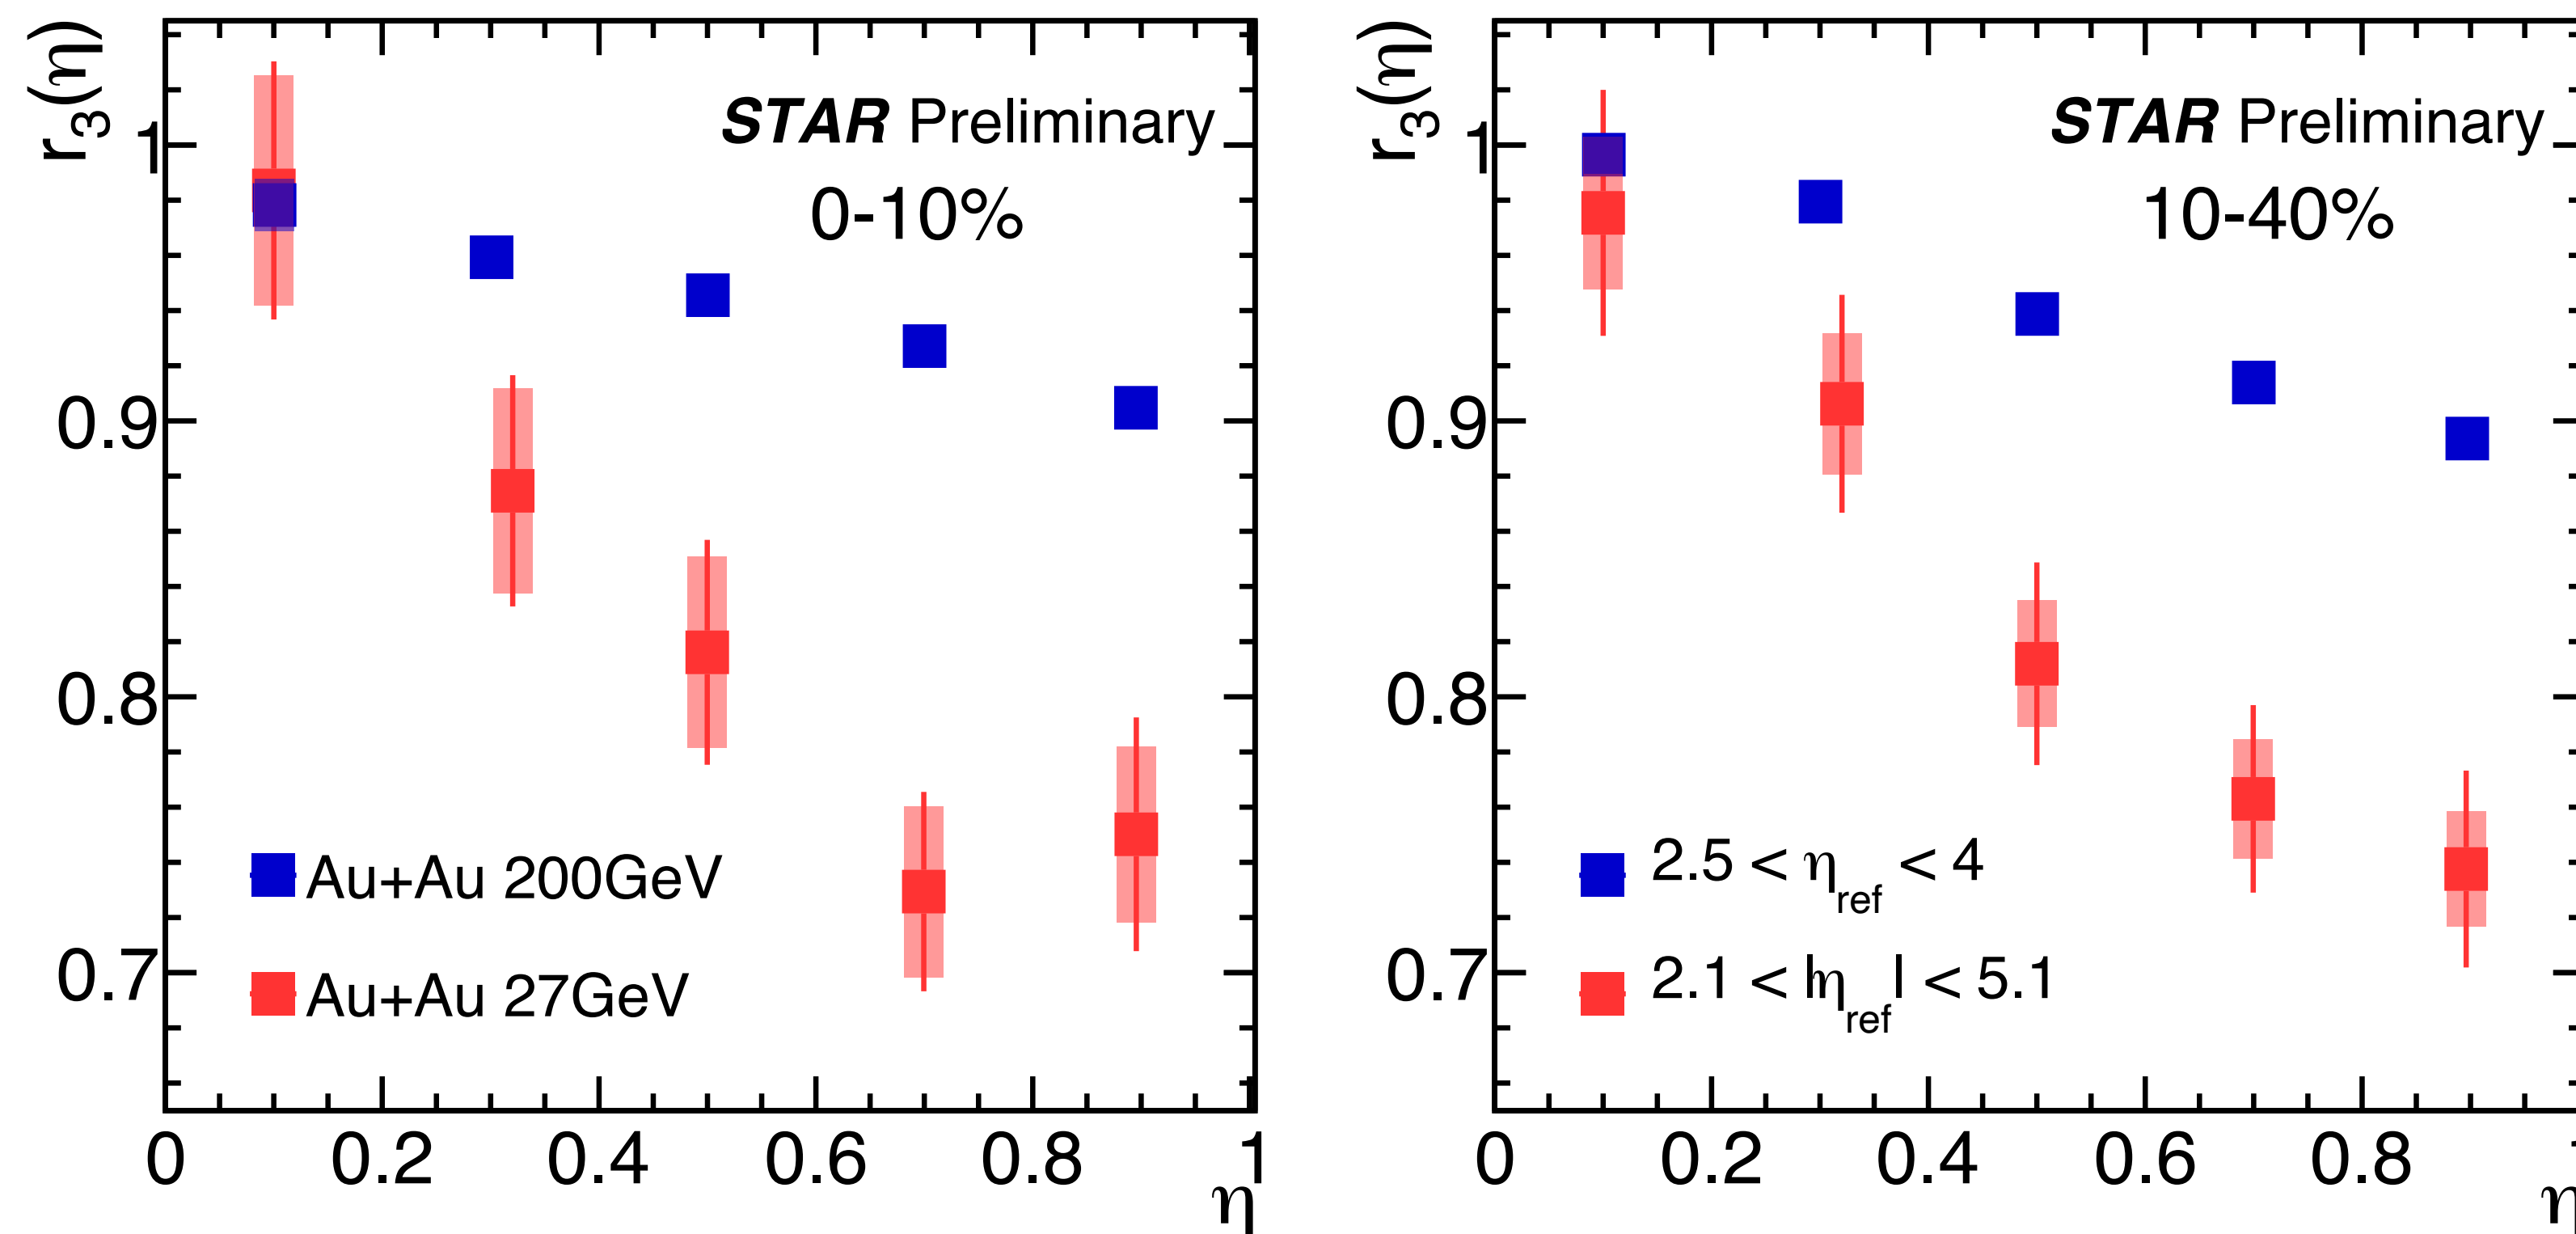 r3(η)
STAR Preliminary
0-10%
1
0.9
0.8
0.7
Au+Au 200GeV
Au+Au 27GeV
0 0.2 0.4 0.6 0.8 1
η
r3(η)
STAR Preliminary
10-40%
1
0.9
0.8
0.7
2.5 < ηref < 4
2.1 < |ηref| < 5.1
0 0.2 0.4 0.6 0.8
η